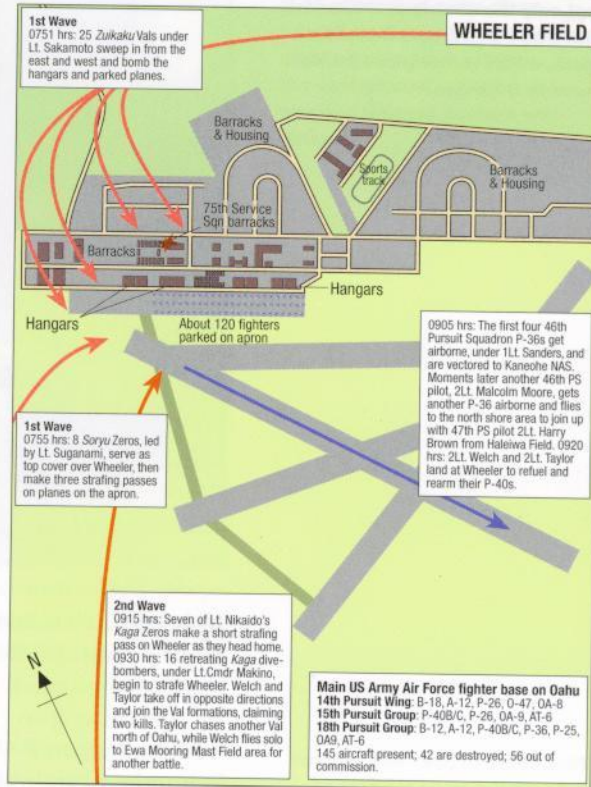 1st Wave
0751 hrs: 25 Zuikaku Vals under
Lt. Sakamoto sweep in from the
east and west and bomb the
hangars and parked planes.
WHEELER FIELD
Barracks
& Housing
Sports
track
Barracks
& Housing
75th Service
Sqn barracks
Barracks
Hangars
Hangars
About 120 fighters
parked on apron
0905 hrs: The first four 46th
Pursuit Squadron P-36s get
airborne, under 1Lt. Sanders, and
are vectored to Kaneohe NAS.
Moments later another 46th PS
pilot, 2Lt. Malcolm Moore, gets
another P-36 airborne and flies
to the north shore area to join up
with 47th PS pilot 2Lt. Harry
Brown from Haleiwa Field. 0920
hrs: 2Lt. Welch and 2Lt. Taylor
land at Wheeler to refuel and
rearm their P-40s.
1st Wave
0755 hrs: 8 Soryu Zeros, led
by Lt. Suganami, serve as
top cover over Wheeler, then
make three strafing passes
on planes on the apron.
2nd Wave
0915 hrs: Seven of Lt. Nikaido's
Kaga Zeros make a short strafing
pass on Wheeler as they head home.
0930 hrs: 16 retreating Kaga dive-
bombers, under Lt.Cmdr Makino,
begin to strafe Wheeler. Welch and
Taylor take off in opposite directions
and join the Val formations, claiming
two kills. Taylor chases another Val
north of Oahu, while Welch flies solo
to Ewa Mooring Mast Field area for
another battle.
N
Main US Army Air Force fighter base on Oahu
14th Pursuit Wing: B-18, A-12, P-26, O-47, OA-8
15th Pursuit Group: P-40B/C, P-26, OA-9, AT-6
18th Pursuit Group: B-12, A-12, P-40B/C, P-36, P-25,
OA9, AT-6
145 aircraft present; 42 are destroyed; 56 out of
commission.